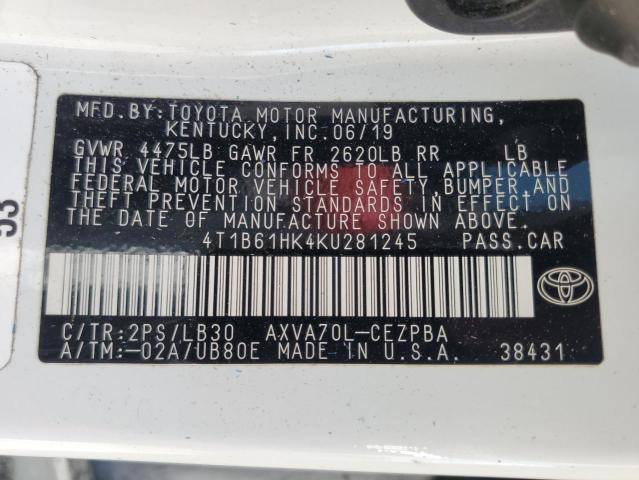 MFD.BY:TOYOTA MOTOR MANUFACTURING,
KENTUCKY,INC.06/19
GVWR 4475LB GAWR FR 2620LB RR LB
THIS VEHICLE CONFORMS TO ALL APPLICABLE
FEDERAL MOTOR VEHICLE SAFETY,BUMPER,AND
THEFT PREVENTION STANDARDS IN EFFECT ON
THE DATE OF MANUFACTURE SHOWN ABOVE.
4T1B61HK4KU281245 PASS.CAR
C/TR:2PS/LB30 AXVA70L-CEZPBA
A/TM:-02A/UB80E MADE IN U.S.A. 38431
53